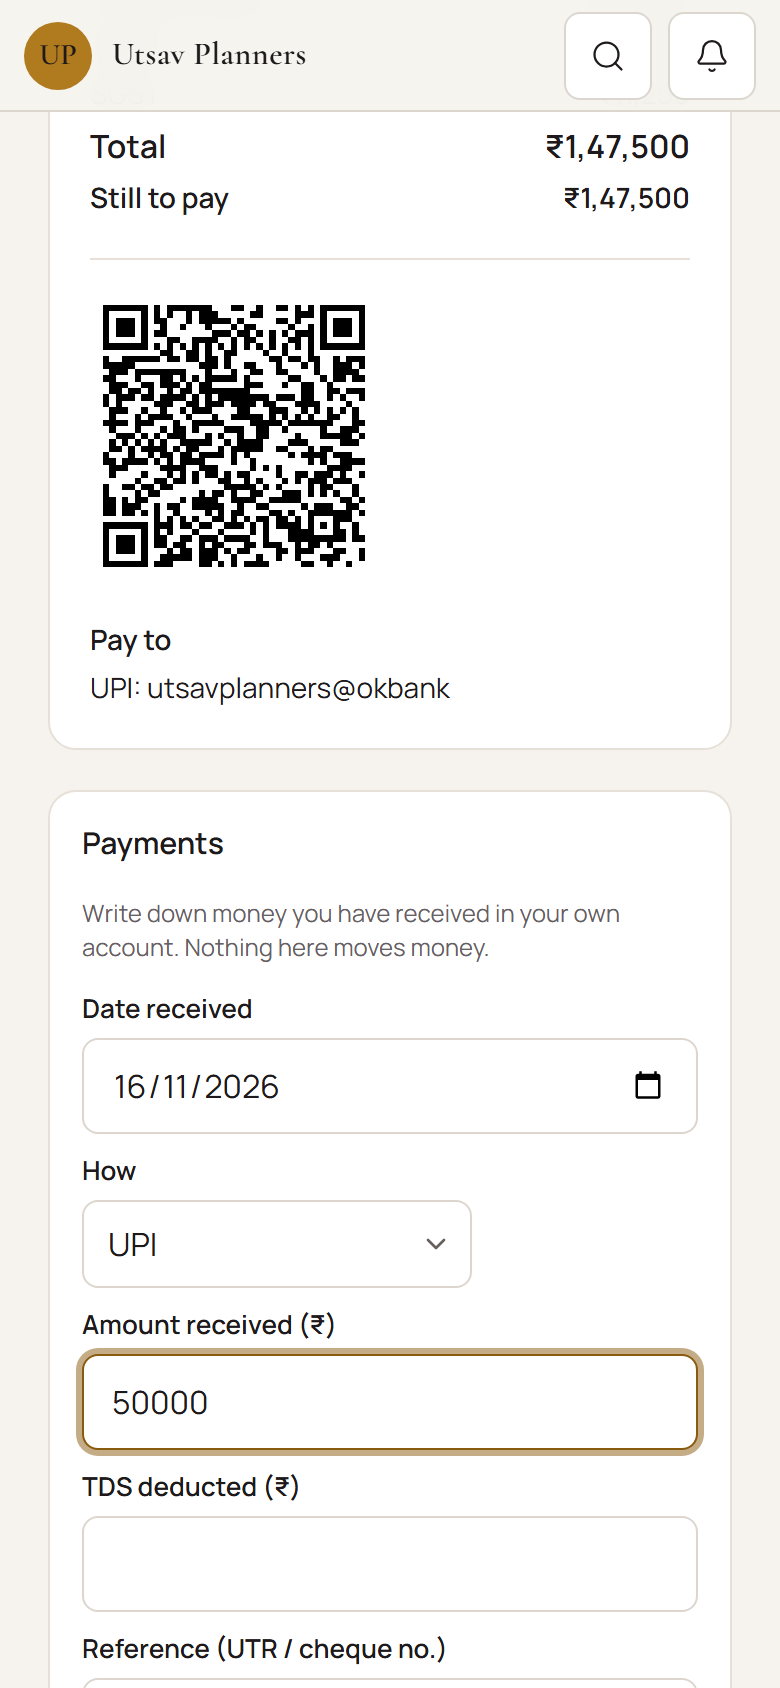 UP Utsav Planners
Total ₹1,47,500
Still to pay ₹1,47,500
Pay to
UPI: utsavplanners@okbank
Payments
Write down money you have received in your own
account. Nothing here moves money.
Date received
16/11/2026
How
UPI
Amount received (₹)
50000
TDS deducted (₹)
Reference (UTR / cheque no.)